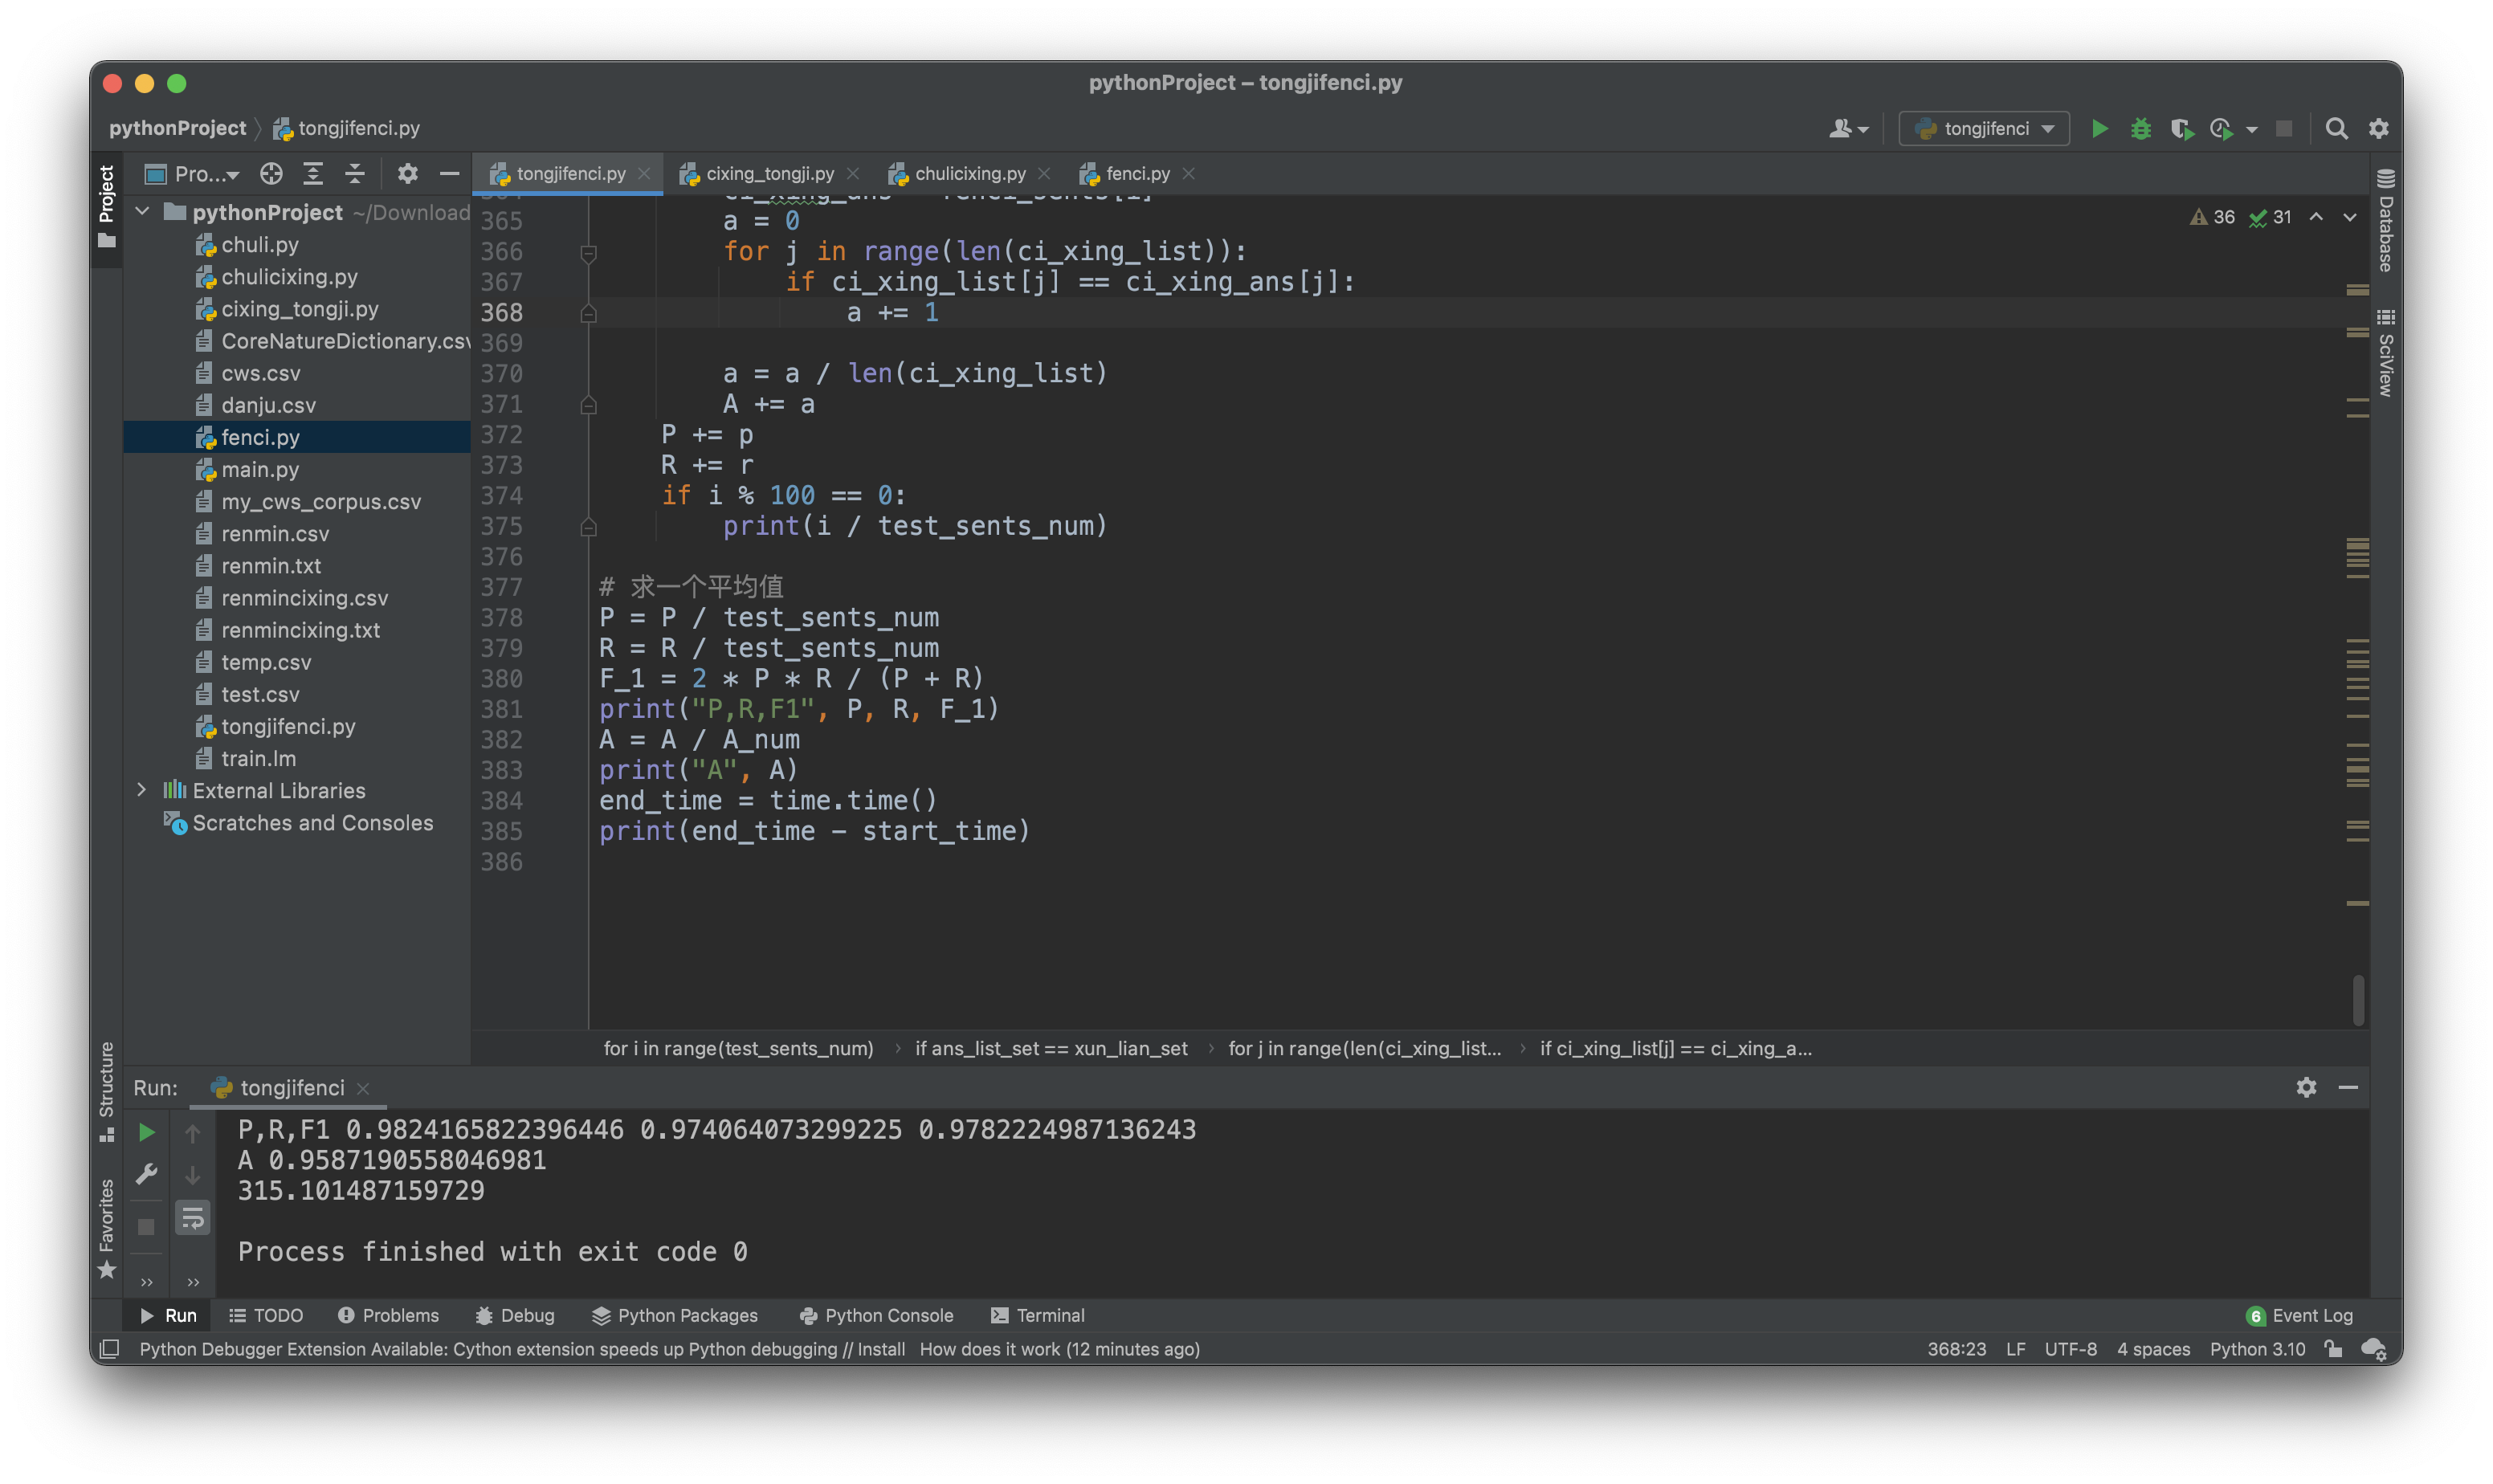 pythonProject – tongjifenci.py
pythonProject tongjifenci.py
tongjifenci
Project
Pro...
tongjifenci.py
cixing_tongji.py
chulicixing.py
fenci.py
pythonProject ~/Download
chuli.py
chulicixing.py
cixing_tongji.py
CoreNatureDictionary.csv
cws.csv
danju.csv
fenci.py
main.py
my_cws_corpus.csv
renmin.csv
renmin.txt
renmincixing.csv
renmincixing.txt
temp.csv
test.csv
tongjifenci.py
train.lm
External Libraries
Scratches and Consoles
36 31
Database
SciView
365 a = 0
366 for j in range(len(ci_xing_list)):
367 if ci_xing_list[j] == ci_xing_ans[j]:
368 a += 1
369
370 a = a / len(ci_xing_list)
371 A += a
372 P += p
373 R += r
374 if i % 100 == 0:
375 print(i / test_sents_num)
376
377 # 求一个平均值
378 P = P / test_sents_num
379 R = R / test_sents_num
380 F_1 = 2 * P * R / (P + R)
381 print("P,R,F1", P, R, F_1)
382 A = A / A_num
383 print("A", A)
384 end_time = time.time()
385 print(end_time - start_time)
386
for i in range(test_sents_num) › if ans_list_set == xun_lian_set › for j in range(len(ci_xing_list... › if ci_xing_list[j] == ci_xing_a...
Structure
Favorites
Run: tongjifenci
P,R,F1 0.9824165822396446 0.974064073299225 0.9782224987136243
A 0.9587190558046981
315.101487159729
Process finished with exit code 0
Run TODO Problems Debug Python Packages Python Console Terminal 6 Event Log
Python Debugger Extension Available: Cython extension speeds up Python debugging // Install How does it work (12 minutes ago) 368:23 LF UTF-8 4 spaces Python 3.10